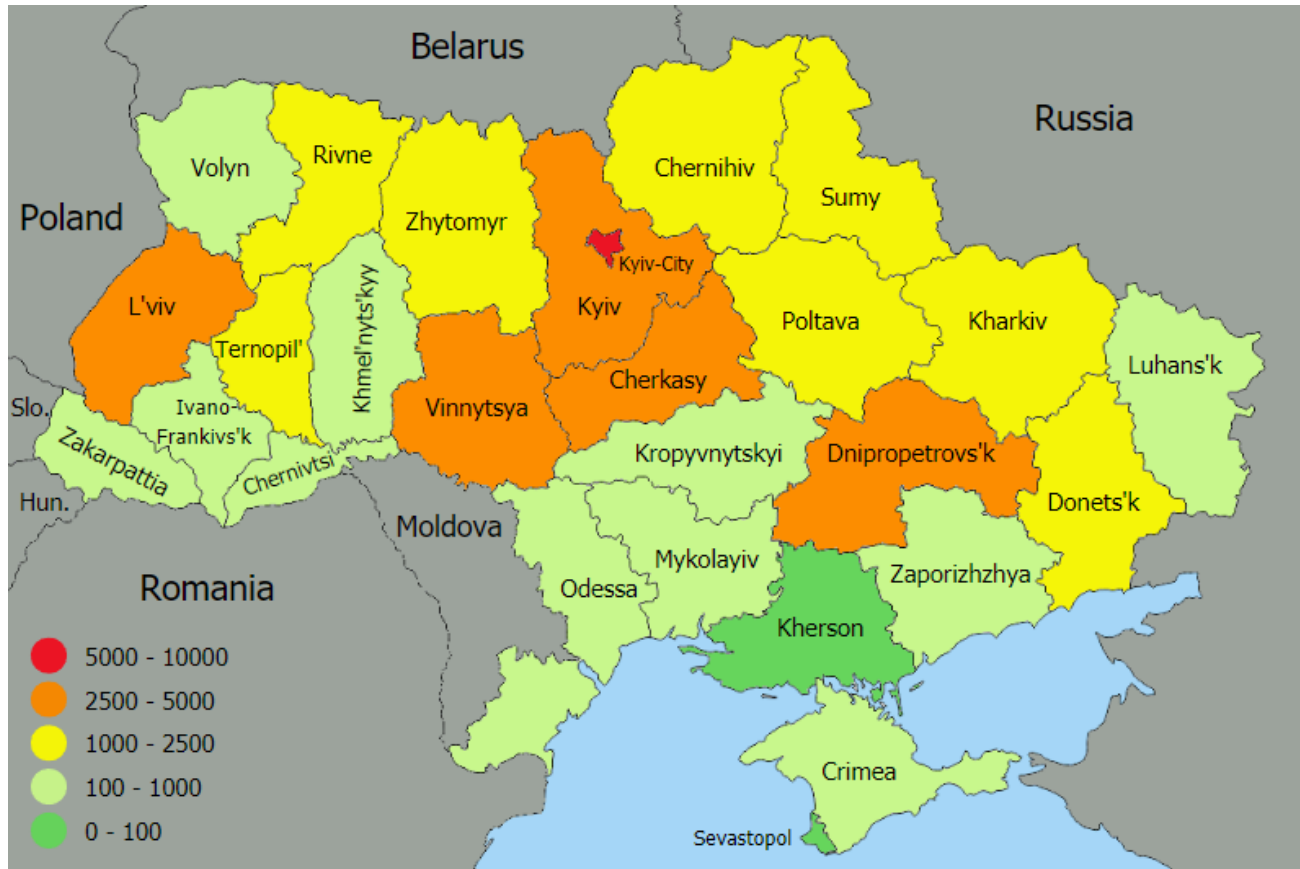 Belarus
Russia
Poland
Volyn
Rivne
Zhytomyr
Chernihiv
Sumy
Kyiv-City
L'viv
Kyiv
Ternopil'
Khmel'nyts'kyy
Poltava
Kharkiv
Luhans'k
Cherkasy
Vinnytsya
Slo.
Ivano-
Frankivs'k
Zakarpattia
Chernivtsi
Kropyvnytskyi
Dnipropetrovs'k
Hun.
Moldova
Donets'k
Mykolayiv
Odessa
Zaporizhzhya
Romania
Kherson
Crimea
Sevastopol
5000 - 10000
2500 - 5000
1000 - 2500
100 - 1000
0 - 100